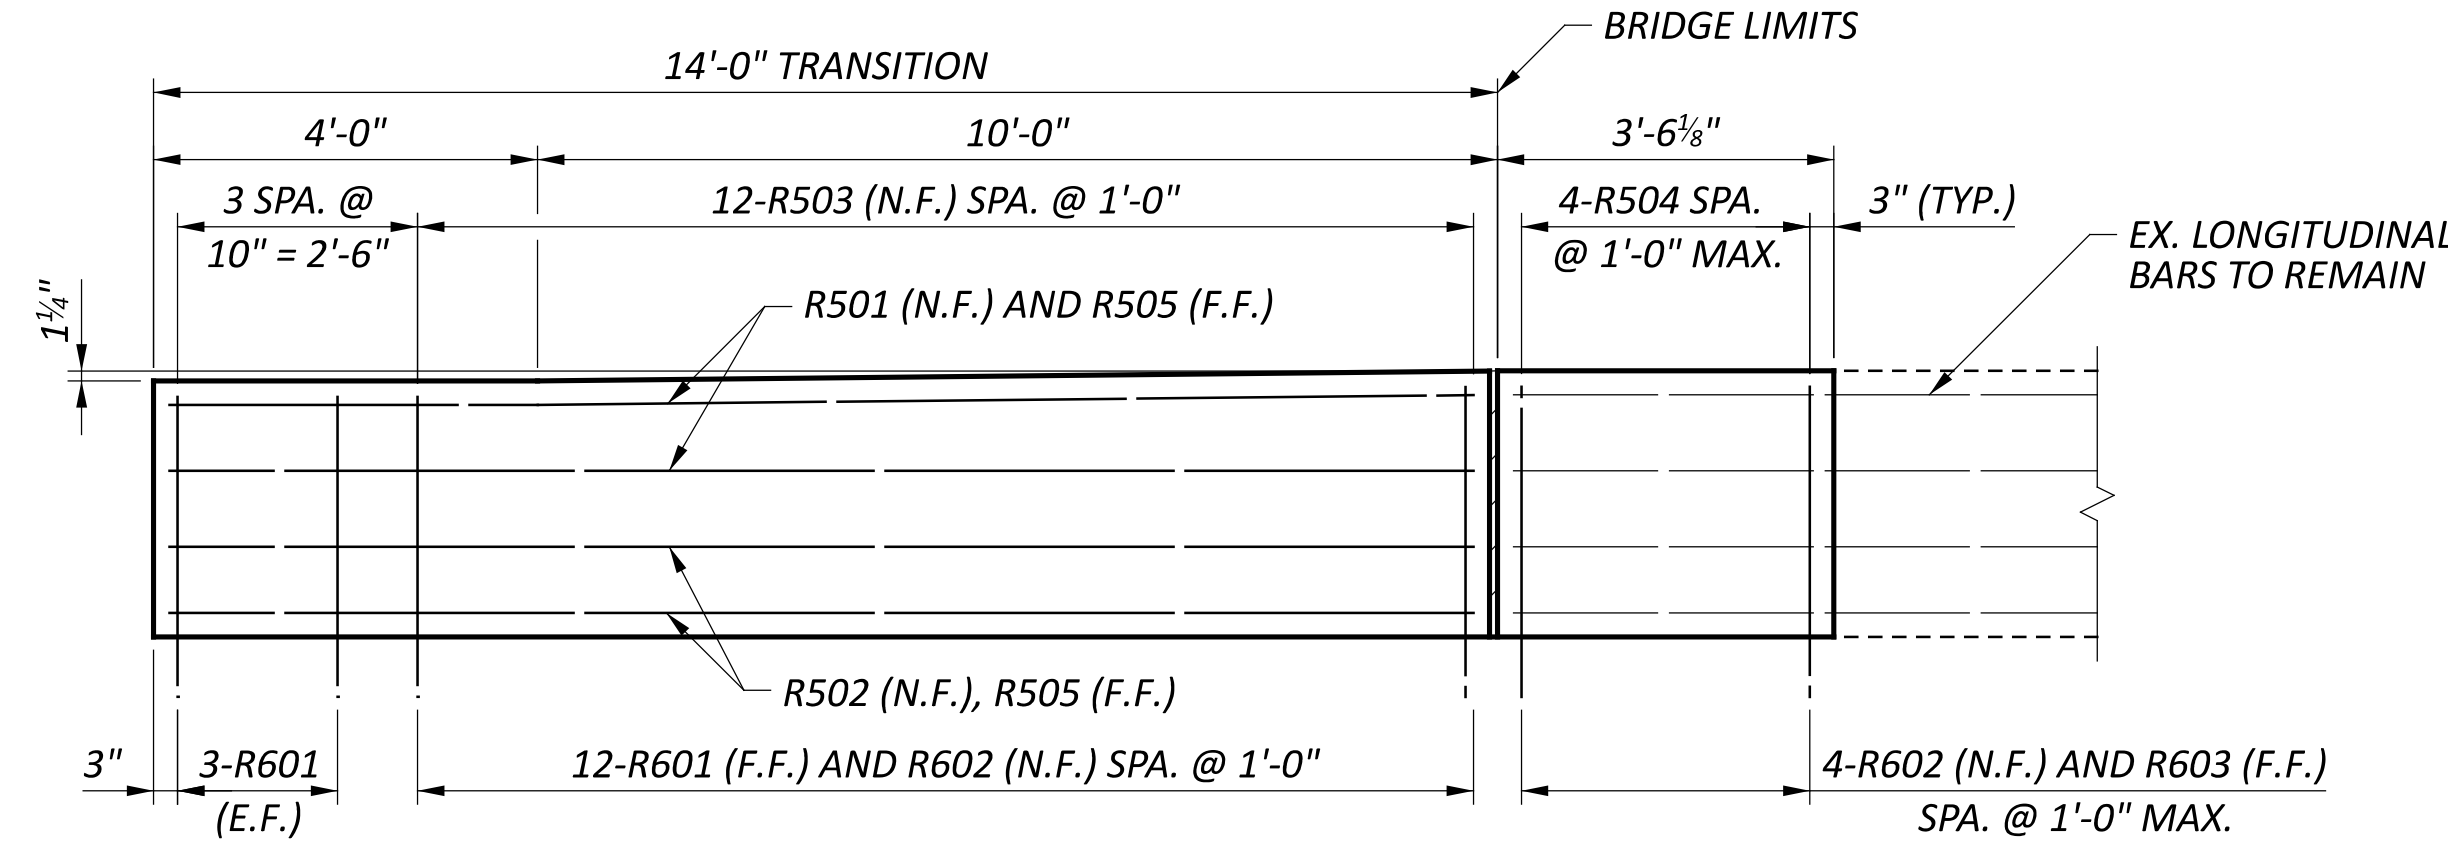 BRIDGE LIMITS
14'-0" TRANSITION
4'-0"
10'-0"
3'-6⅛"
3 SPA. @
10" = 2'-6"
12-R503 (N.F.) SPA. @ 1'-0"
4-R504 SPA.
@ 1'-0" MAX.
3" (TYP.)
EX. LONGITUDINAL
BARS TO REMAIN
1¼"
R501 (N.F.) AND R505 (F.F.)
R502 (N.F.), R505 (F.F.)
3"
3-R601
(E.F.)
12-R601 (F.F.) AND R602 (N.F.) SPA. @ 1'-0"
4-R602 (N.F.) AND R603 (F.F.)
SPA. @ 1'-0" MAX.